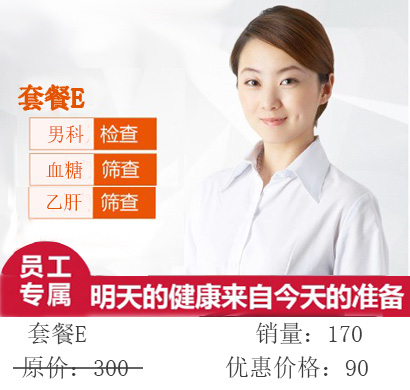 套餐E
男科 检查
血糖 筛查
乙肝 筛查
员工
专属
明天的健康来自今天的准备
套餐E 销量：170
原价：300 优惠价格：90